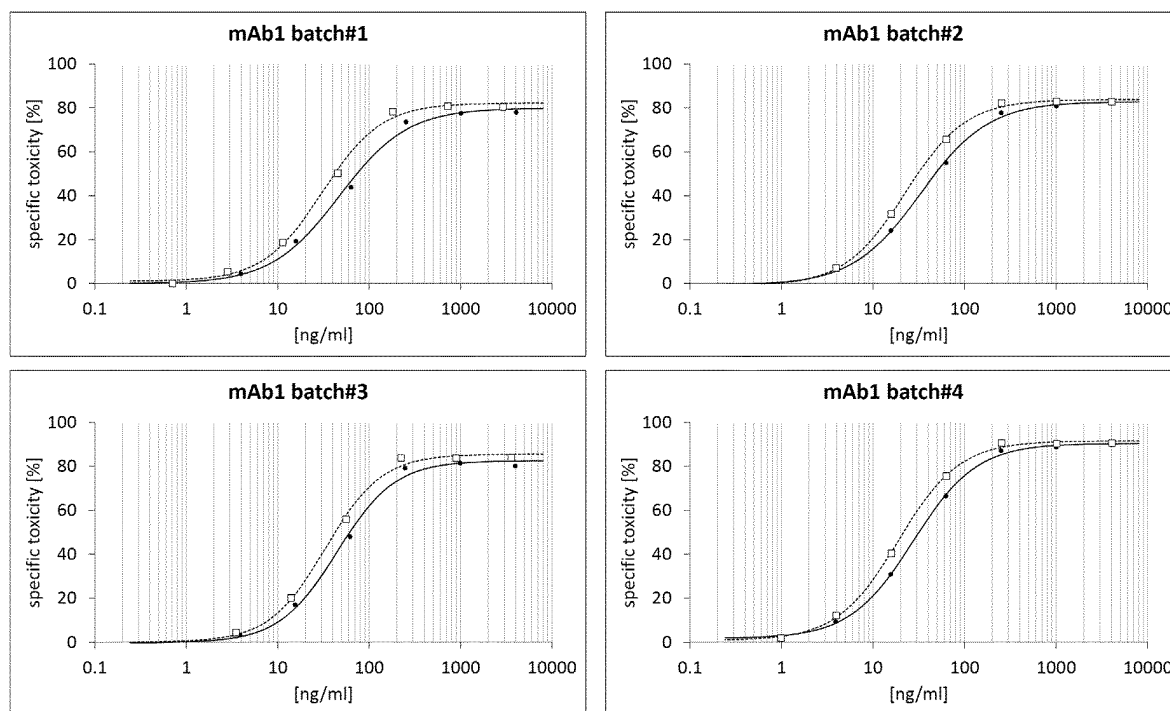 mAb1 batch#1
100
80
60
40
20
0
specific toxicity [%]
0.1 1 10 100 1000 10000
[ng/ml]
mAb1 batch#2
100
80
60
40
20
0
specific toxicity [%]
0.1 1 10 100 1000 10000
[ng/ml]
mAb1 batch#3
100
80
60
40
20
0
specific toxicity [%]
0.1 1 10 100 1000 10000
[ng/ml]
mAb1 batch#4
100
80
60
40
20
0
specific toxicity [%]
0.1 1 10 100 1000 10000
[ng/ml]